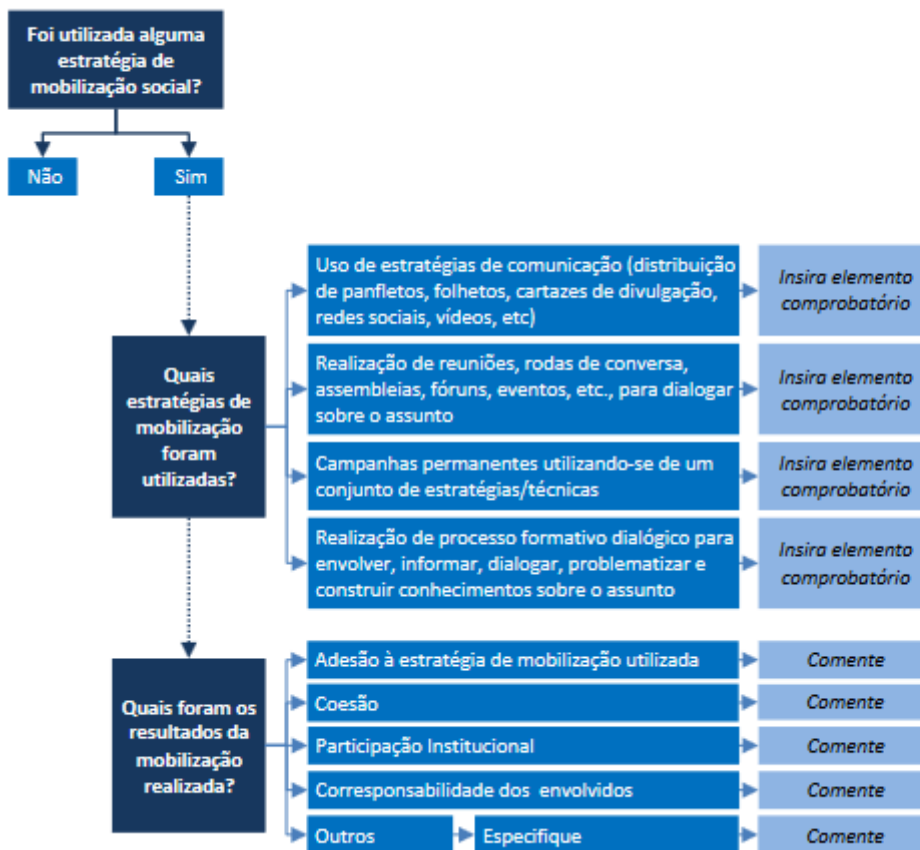 Foi utilizada alguma
estratégia de
mobilização social?
Não
Sim
Quais
estratégias de
mobilização
foram
utilizadas?
Uso de estratégias de comunicação (distribuição
de panfletos, folhetos, cartazes de divulgação,
redes sociais, vídeos, etc)
Insira elemento
comprobatório
Realização de reuniões, rodas de conversa,
assembleias, fóruns, eventos, etc., para dialogar
sobre o assunto
Insira elemento
comprobatório
Campanhas permanentes utilizando-se de um
conjunto de estratégias/técnicas
Insira elemento
comprobatório
Realização de processo formativo dialógico para
envolver, informar, dialogar, problematizar e
construir conhecimentos sobre o assunto
Insira elemento
comprobatório
Quais foram os
resultados da
mobilização
realizada?
Adesão à estratégia de mobilização utilizada
Comente
Coesão
Comente
Participação Institucional
Comente
Corresponsabilidade dos envolvidos
Comente
Outros
Especifique
Comente